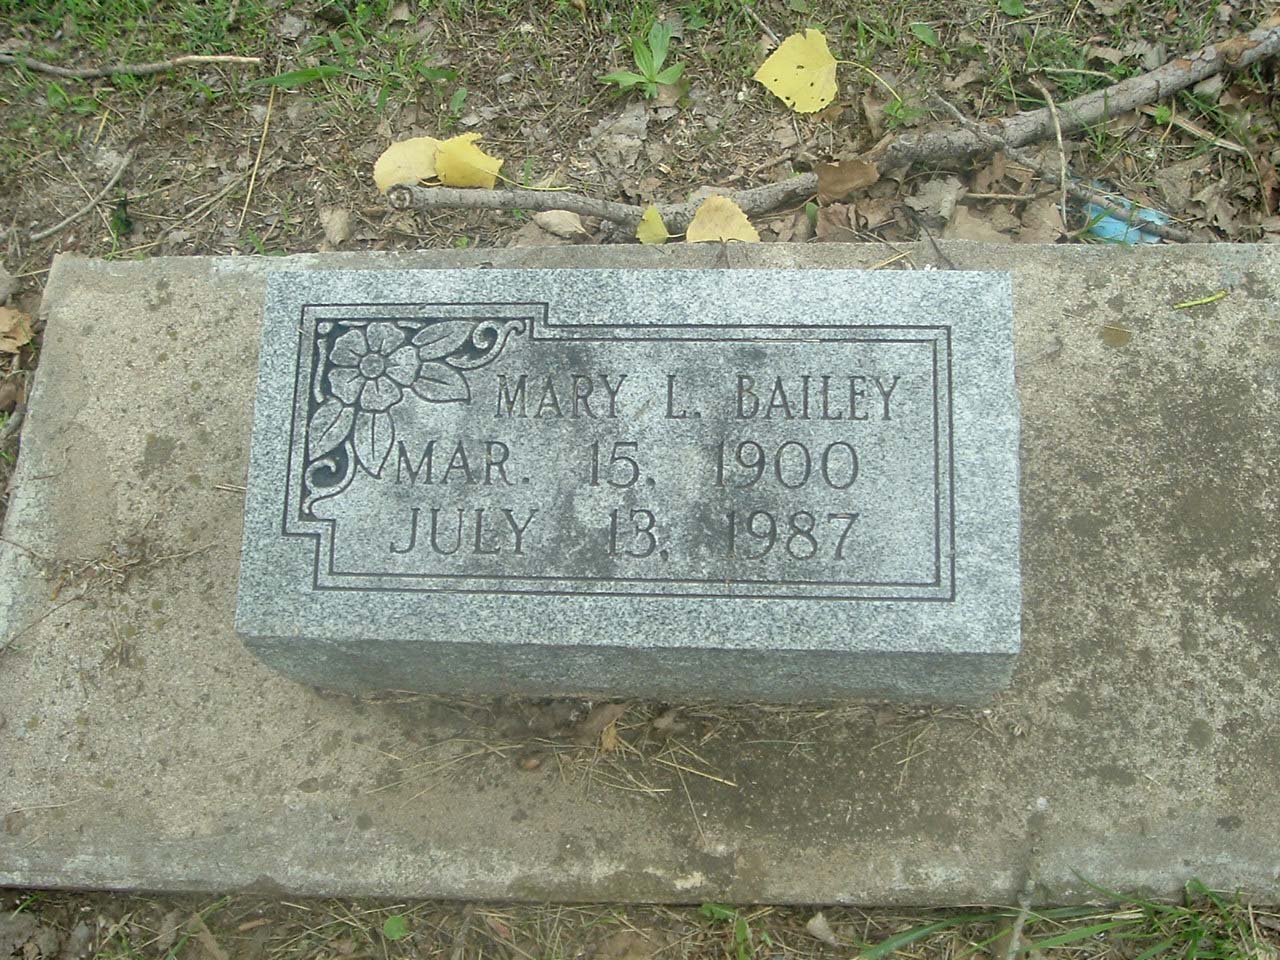 MARY L. BAILEY
MAR. 15, 1900
JULY 13, 1987